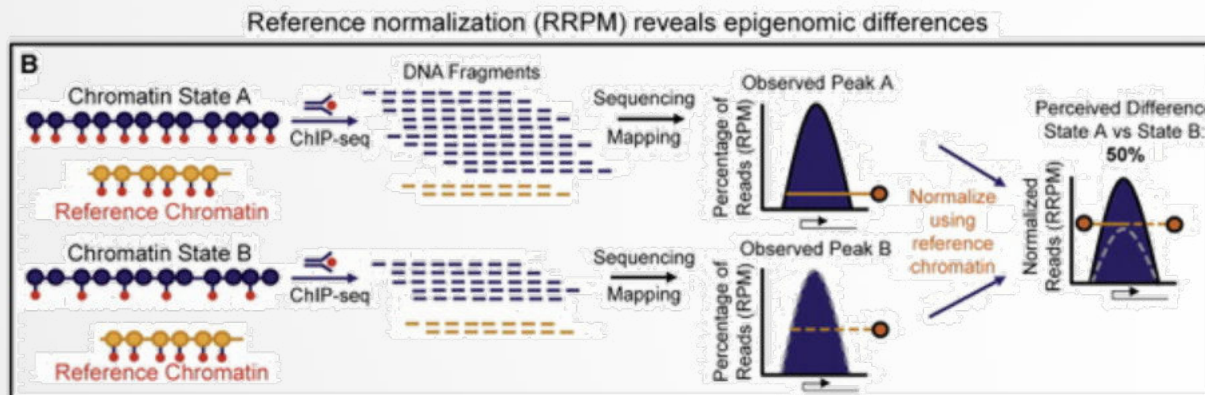 Reference normalization (RRPM) reveals epigenomic differences
B
DNA Fragments
Chromatin State A
ChIP-seq
Sequencing
Mapping
Observed Peak A
Percentage of
Reads (RPM)
Reference Chromatin
Chromatin State B
ChIP-seq
Sequencing
Mapping
Observed Peak B
Percentage of
Reads (RPM)
Reference Chromatin
Normalize
using
reference
chromatin
Perceived Difference
State A vs State B:
50%
Normalized
Reads (RRPM)